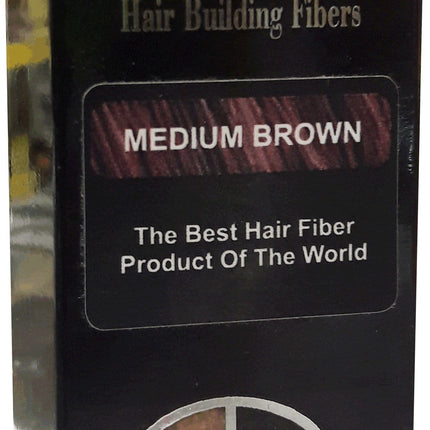 Hair Building Fibers
MEDIUM BROWN
The Best Hair Fiber
Product Of The World